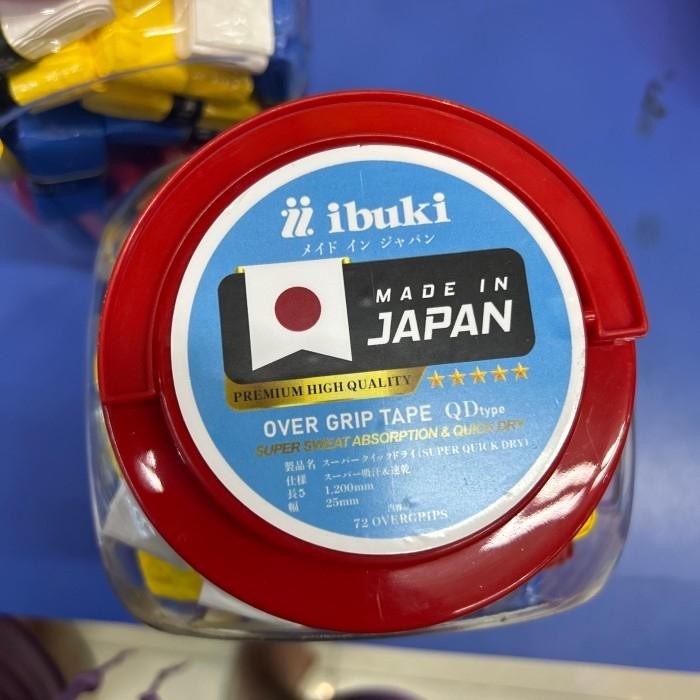 ibuki
メイド イン ジャパン
MADE IN
JAPAN
PREMIUM HIGH QUALITY
OVER GRIP TAPE QDtype
SUPER SWEAT ABSORPTION & QUICK DRY
製品名 スーパークイックドライ(SUPER QUICK DRY)
仕様 スーパー吸汗&速乾
長さ 1,200mm
幅 25mm
72 OVERGRIPS